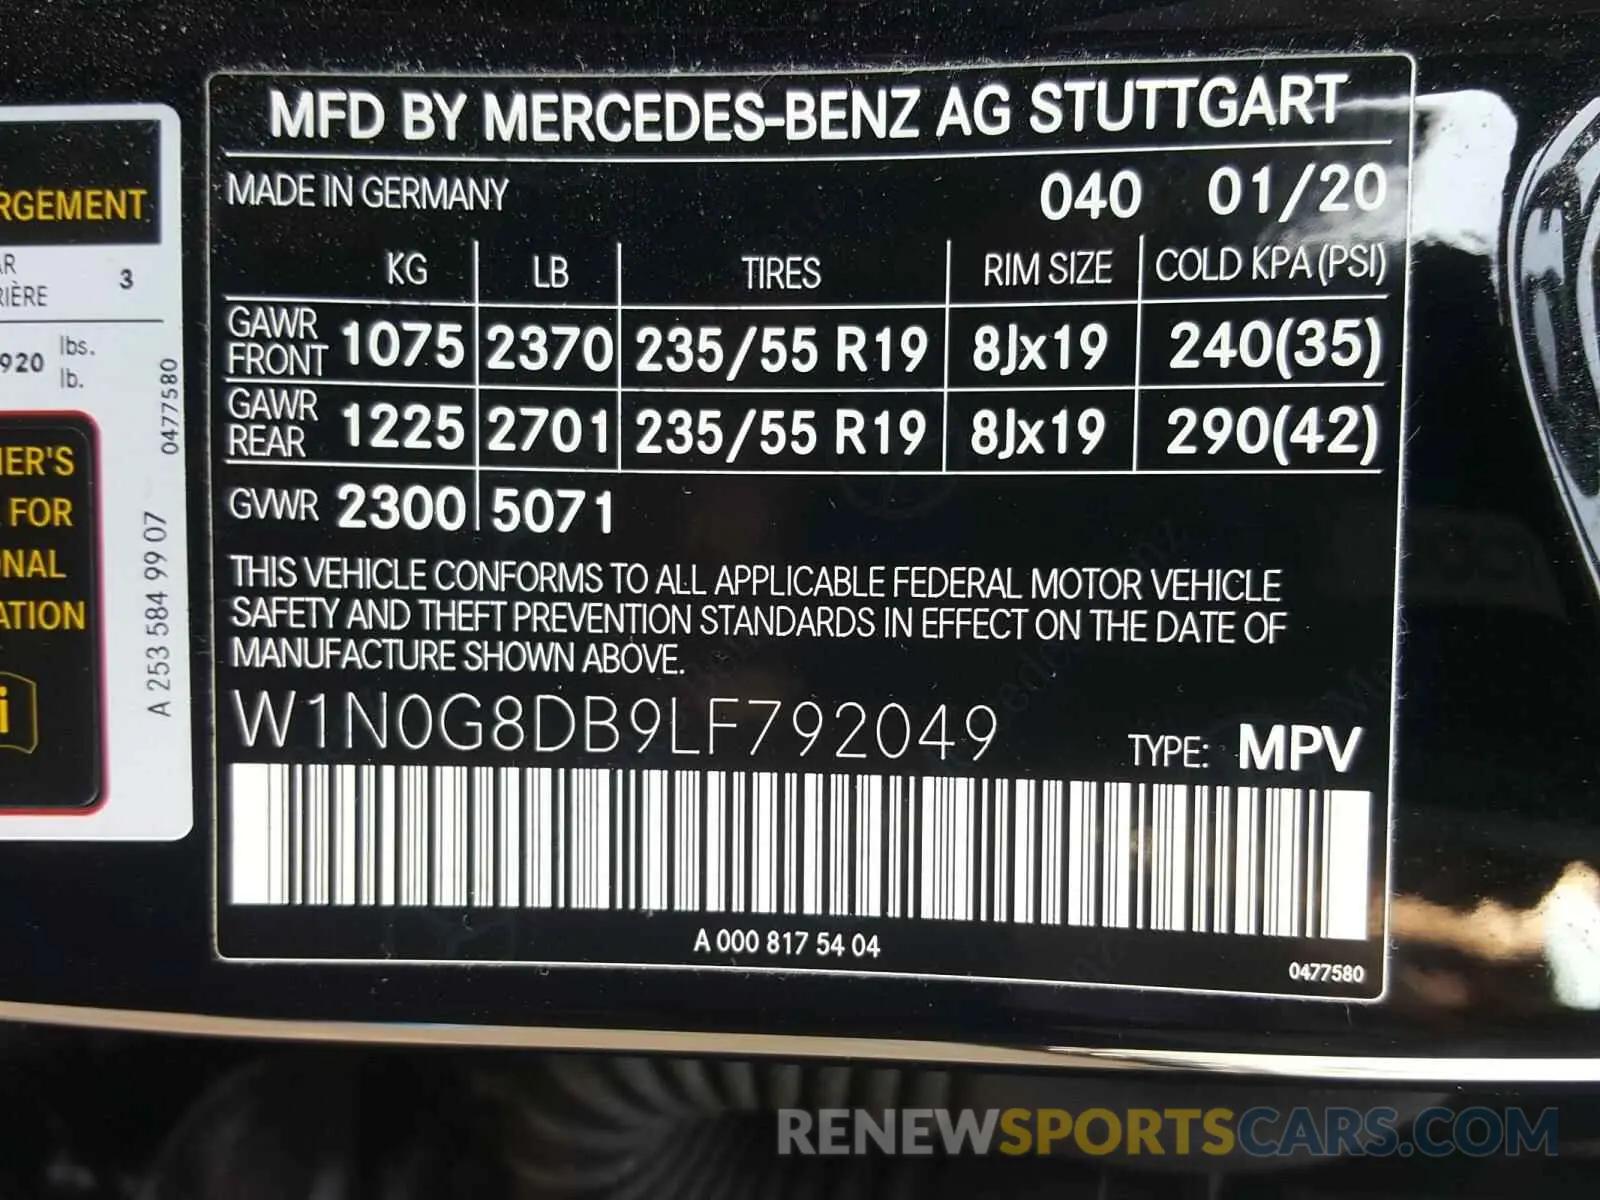 RGEMENT
AR
RIÈRE
3
920
lbs.
lb.
0477580
IER'S
FOR
ONAL
ATION
i
A 253 584 99 07
MFD BY MERCEDES-BENZ AG STUTTGART
MADE IN GERMANY 040 01/20
KG LB TIRES RIM SIZE COLD KPA (PSI)
GAWR FRONT 1075 2370 235/55 R19 8Jx19 240(35)
GAWR REAR 1225 2701 235/55 R19 8Jx19 290(42)
GVWR 2300 5071
THIS VEHICLE CONFORMS TO ALL APPLICABLE FEDERAL MOTOR VEHICLE
SAFETY AND THEFT PREVENTION STANDARDS IN EFFECT ON THE DATE OF
MANUFACTURE SHOWN ABOVE.
W1N0G8DB9LF792049
TYPE: MPV
A 000 817 54 04
0477580
RENEWSPORTSCARS.COM